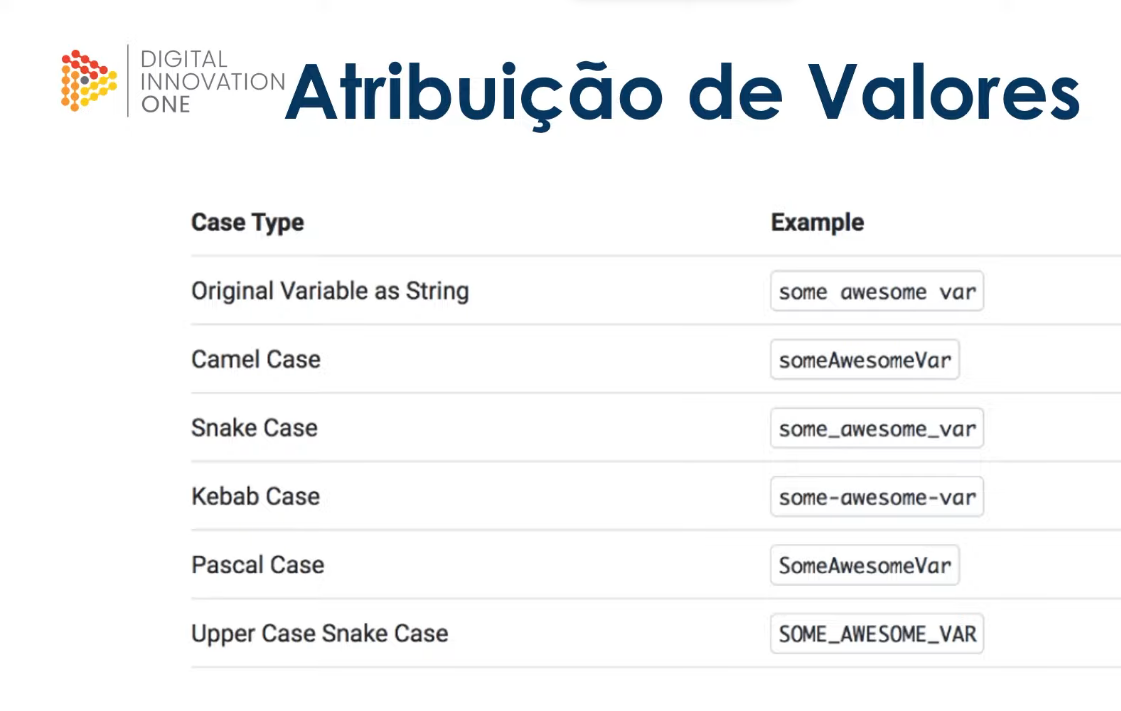 DIGITAL
INNOVATION
ONE
Atribuição de Valores
Case Type Example
Original Variable as String some awesome var
Camel Case someAwesomeVar
Snake Case some_awesome_var
Kebab Case some-awesome-var
Pascal Case SomeAwesomeVar
Upper Case Snake Case SOME_AWESOME_VAR